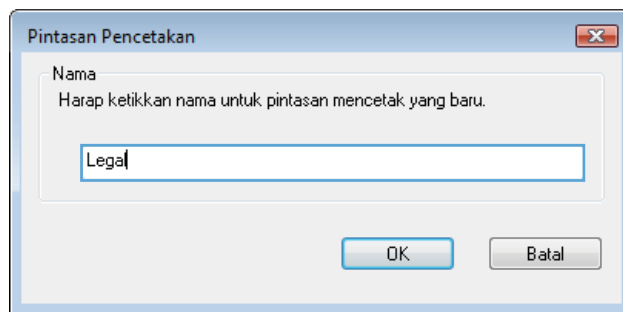 Pintasan Pencetakan
Nama
Harap ketikkan nama untuk pintasan mencetak yang baru.
Legal
OK
Batal